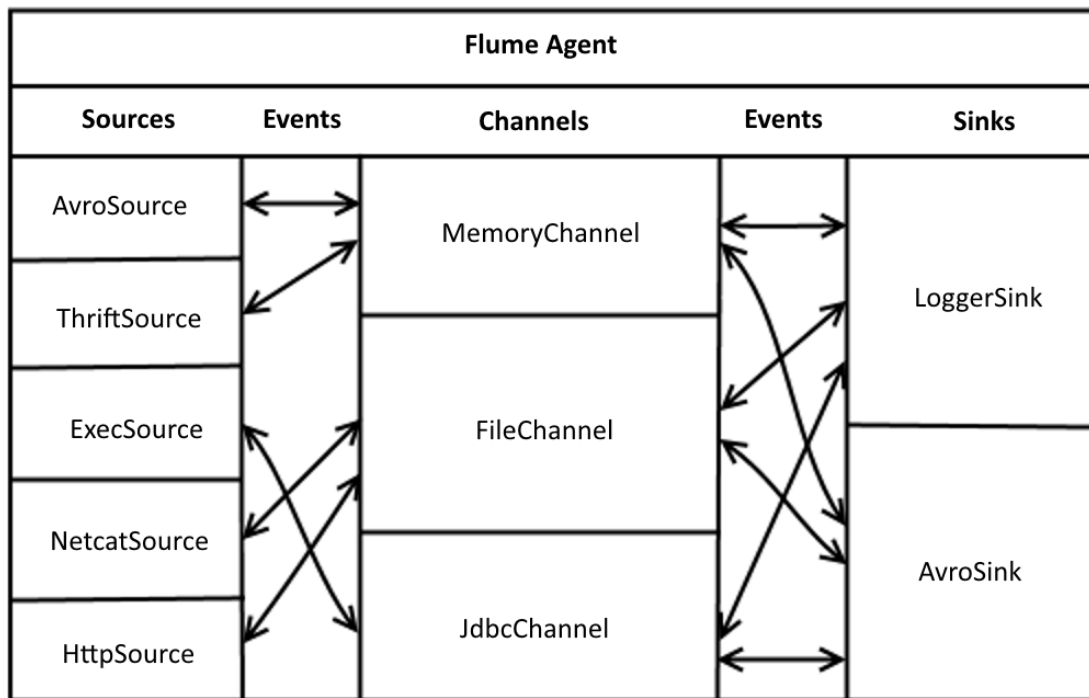 Flume Agent
Sources Events Channels Events Sinks
AvroSource
MemoryChannel
LoggerSink
ThriftSource
ExecSource
FileChannel
NetcatSource
AvroSink
HttpSource
JdbcChannel